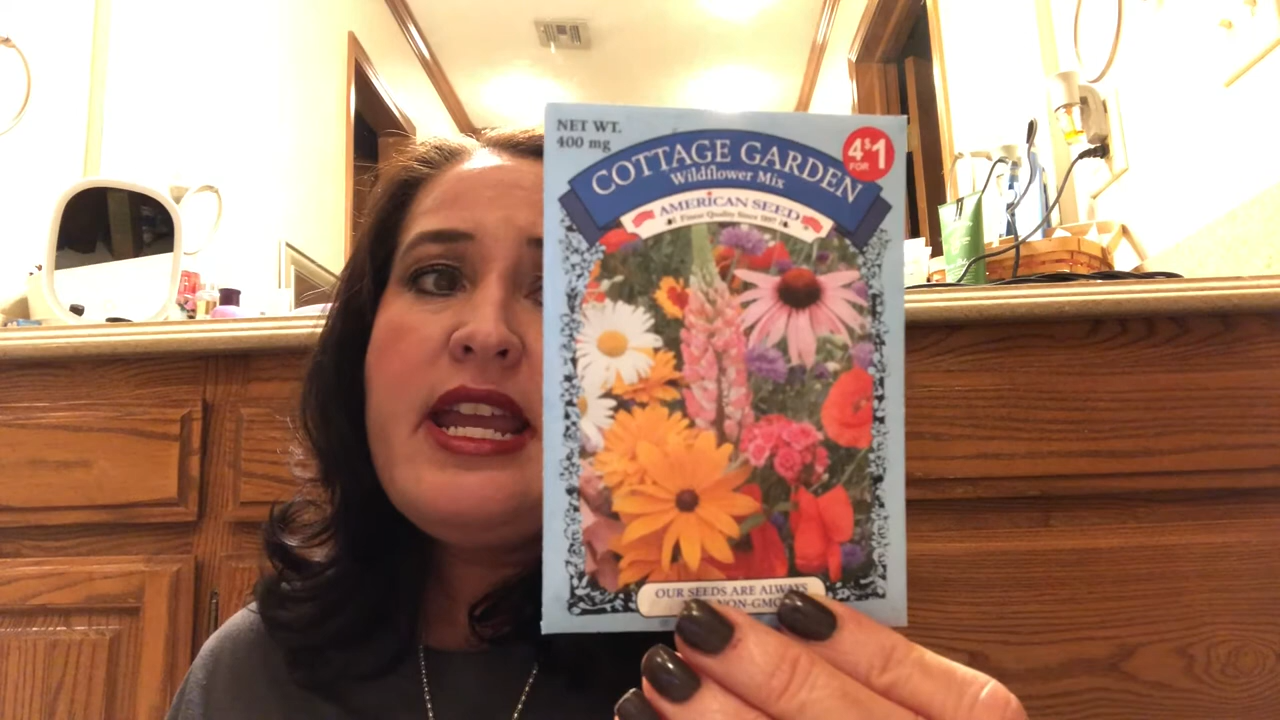 NET WT.
400 mg
COTTAGE GARDEN
Wildflower Mix
4 FOR $1
AMERICAN SEED
Finest Quality Since 1897
OUR SEEDS ARE ALWAYS
NON-GMO